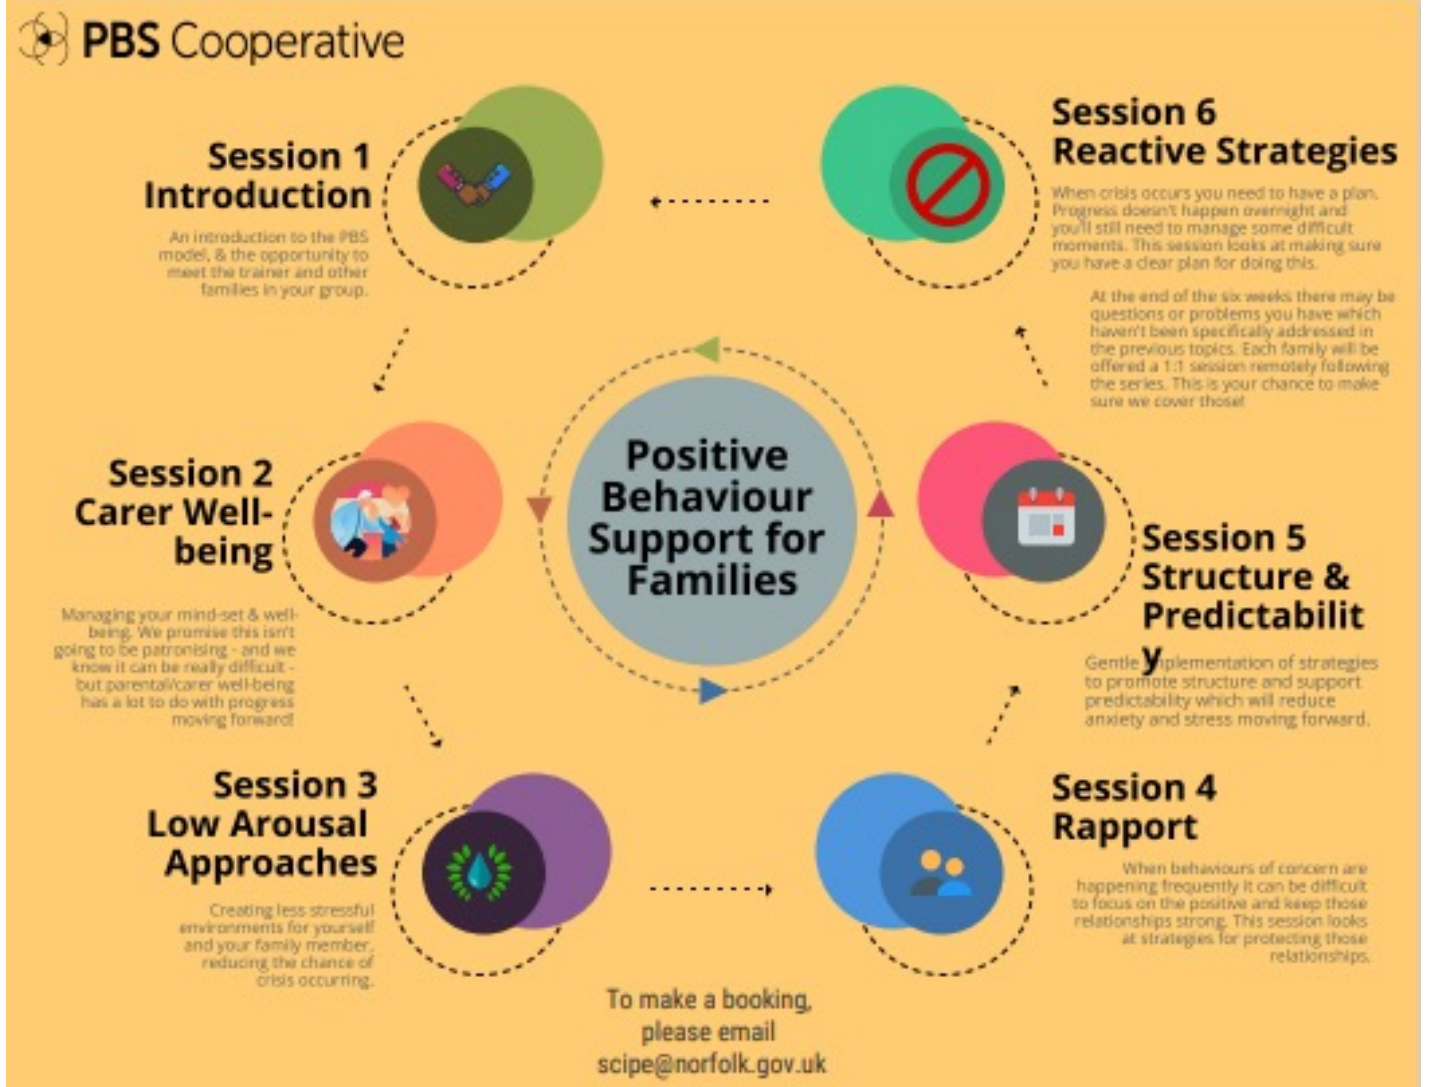 PBS Cooperative
Session 1
Introduction
An introduction to the PBS
model, & the opportunity to
meet the trainer and other
families in your group.
Session 2
Carer Well-
being
Managing your mind-set & well-
being. We promise this isn't
going to be patronising - and we
know it can be really difficult -
but parental/carer well-being
has a lot to do with progress
moving forward!
Session 3
Low Arousal
Approaches
Creating less stressful
environments for yourself
and your family member,
reducing the chance of
crisis occurring.
Positive
Behaviour
Support for
Families
Session 4
Rapport
When behaviours of concern are
happening frequently it can be difficult
to focus on the positive and keep those
relationships strong. This session looks
at strategies for protecting those
relationships.
Session 5
Structure &
Predictabilit
y
Gentle implementation of strategies
to promote structure and support
predictability which will reduce
anxiety and stress moving forward.
Session 6
Reactive Strategies
When crisis occurs you need to have a plan.
Progress doesn't happen overnight and
you'll still need to manage some difficult
moments. This session looks at making sure
you have a clear plan for doing this.
At the end of the six weeks there may be
questions or problems you have which
haven't been specifically addressed in
the previous topics. Each family will be
offered a 1:1 session remotely following
the series. This is your chance to make
sure we cover those!
To make a booking,
please email
scipe@norfolk.gov.uk